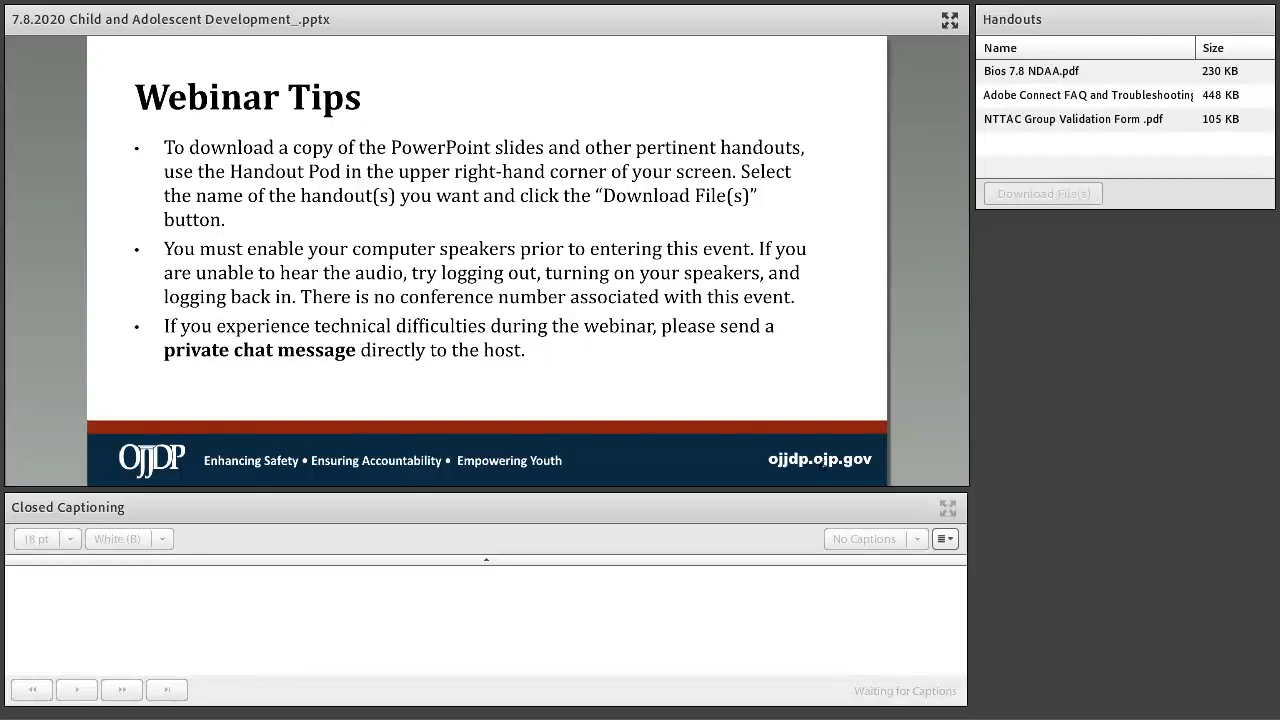 7.8.2020 Child and Adolescent Development_.pptx
Webinar Tips
• To download a copy of the PowerPoint slides and other pertinent handouts,
use the Handout Pod in the upper right-hand corner of your screen. Select
the name of the handout(s) you want and click the “Download File(s)”
button.
• You must enable your computer speakers prior to entering this event. If you
are unable to hear the audio, try logging out, turning on your speakers, and
logging back in. There is no conference number associated with this event.
• If you experience technical difficulties during the webinar, please send a
private chat message directly to the host.
OJJDP Enhancing Safety • Ensuring Accountability • Empowering Youth ojjdp.ojp.gov
Handouts
Name Size
Bios 7.8 NDAA.pdf 230 KB
Adobe Connect FAQ and Troubleshooting 448 KB
NTTAC Group Validation Form .pdf 105 KB
Download File(s)
Closed Captioning
18 pt White (B) No Captions
Waiting for Captions